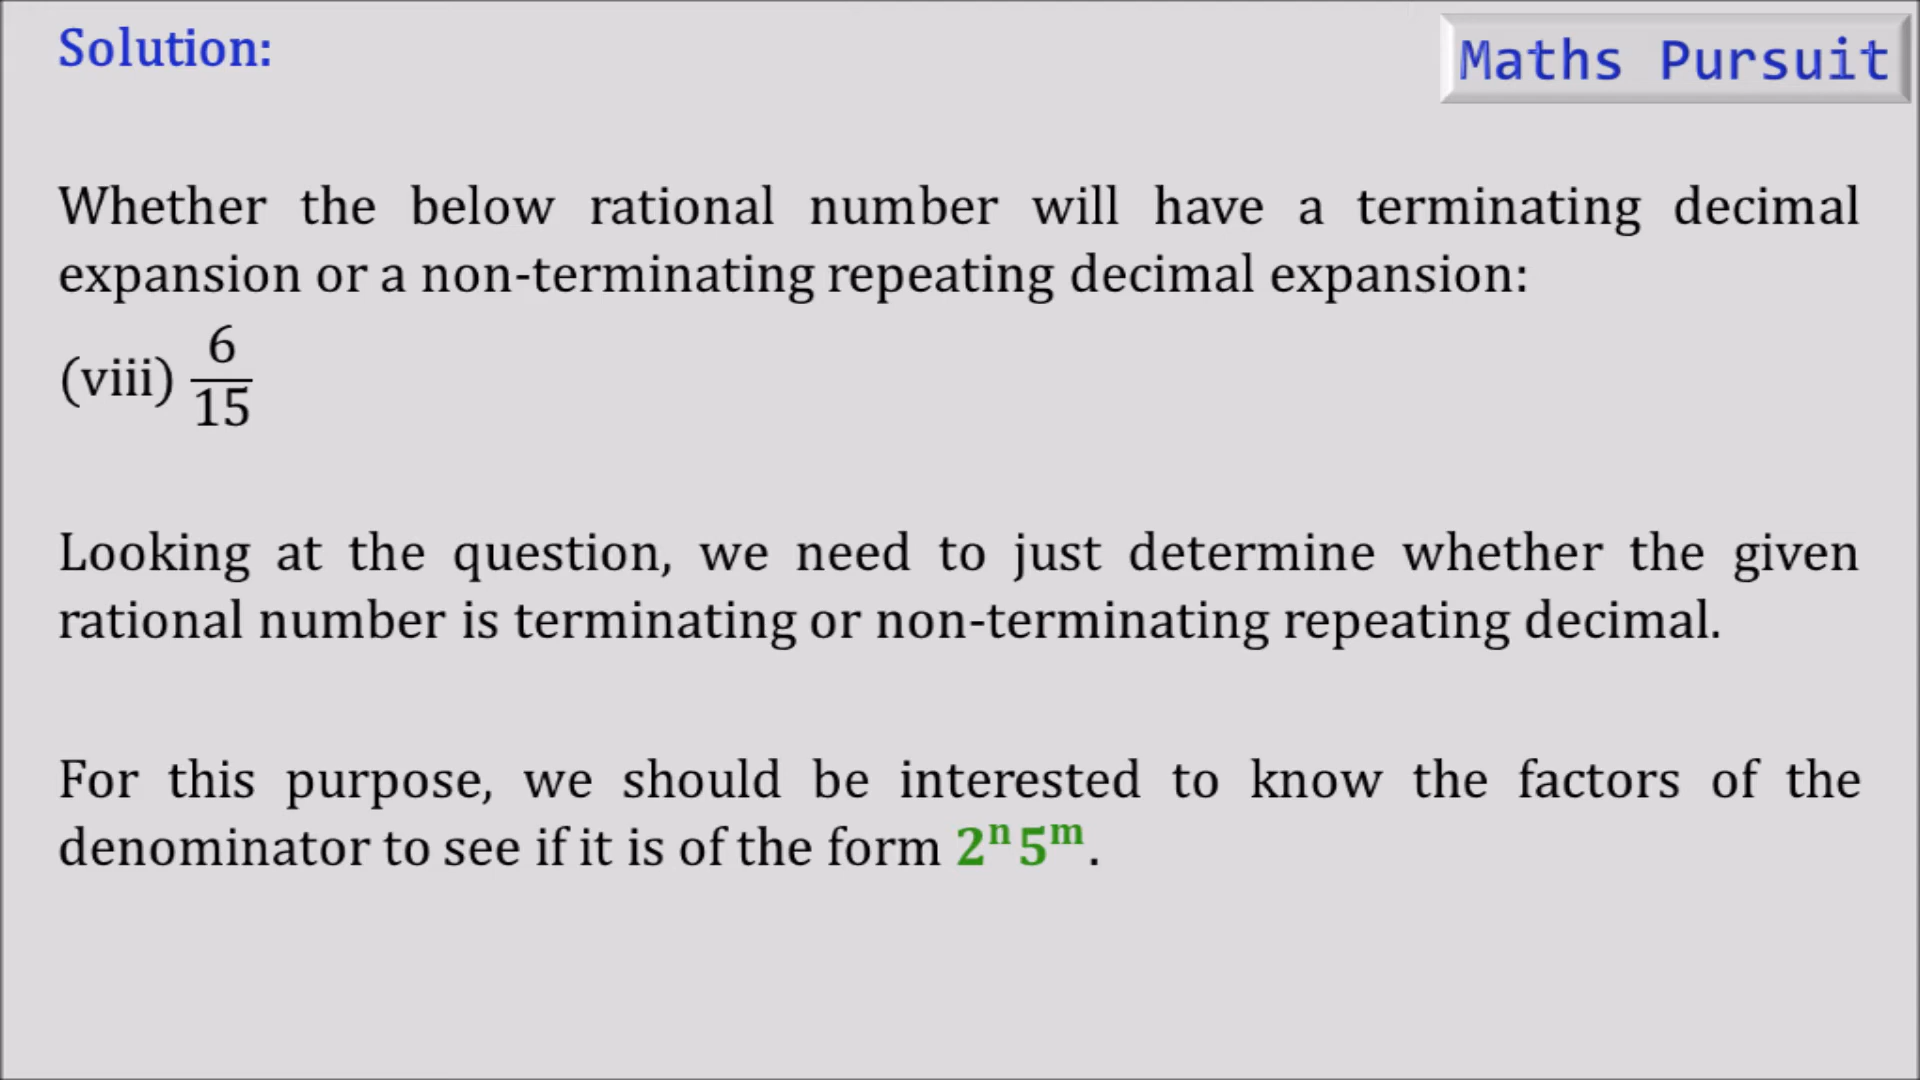 Solution:
Maths Pursuit
Whether the below rational number will have a terminating decimal
expansion or a non-terminating repeating decimal expansion:
(viii) 6/15
Looking at the question, we need to just determine whether the given
rational number is terminating or non-terminating repeating decimal.
For this purpose, we should be interested to know the factors of the
denominator to see if it is of the form 2ⁿ5ᵐ.